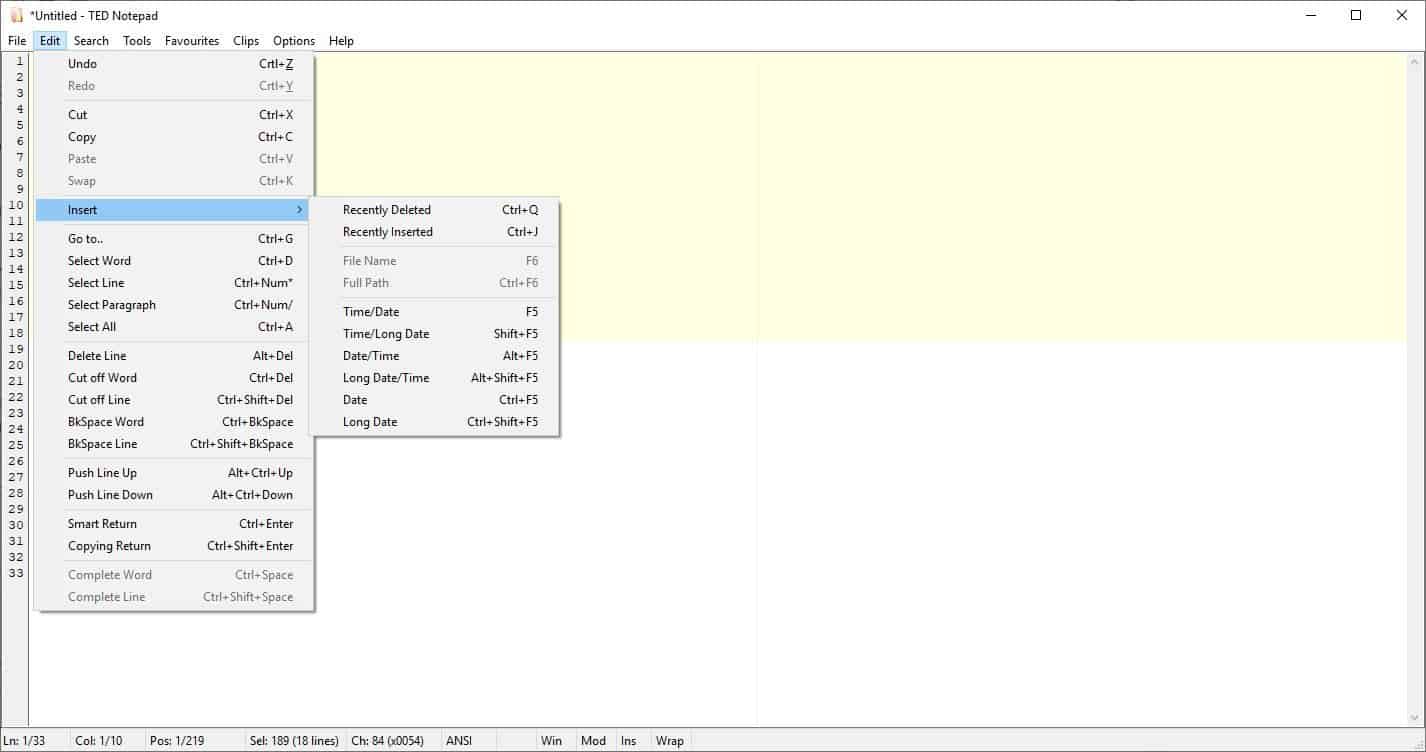 *Untitled - TED Notepad
File Edit Search Tools Favourites Clips Options Help
1
2
3
4
5
6
7
8
9
10
11
12
13
14
15
16
17
18
19
20
21
22
23
24
25
26
27
28
29
30
31
32
33
Undo Crtl+Z
Redo Crtl+Y
Cut Ctrl+X
Copy Ctrl+C
Paste Ctrl+V
Swap Ctrl+K
Insert >
Go to.. Ctrl+G
Select Word Ctrl+D
Select Line Ctrl+Num*
Select Paragraph Ctrl+Num/
Select All Ctrl+A
Delete Line Alt+Del
Cut off Word Ctrl+Del
Cut off Line Ctrl+Shift+Del
BkSpace Word Ctrl+BkSpace
BkSpace Line Ctrl+Shift+BkSpace
Push Line Up Alt+Ctrl+Up
Push Line Down Alt+Ctrl+Down
Smart Return Ctrl+Enter
Copying Return Ctrl+Shift+Enter
Complete Word Ctrl+Space
Complete Line Ctrl+Shift+Space
Recently Deleted Ctrl+Q
Recently Inserted Ctrl+J
File Name F6
Full Path Ctrl+F6
Time/Date F5
Time/Long Date Shift+F5
Date/Time Alt+F5
Long Date/Time Alt+Shift+F5
Date Ctrl+F5
Long Date Ctrl+Shift+F5
Ln: 1/33 Col: 1/10 Pos: 1/219 Sel: 189 (18 lines) Ch: 84 (x0054) ANSI Win Mod Ins Wrap